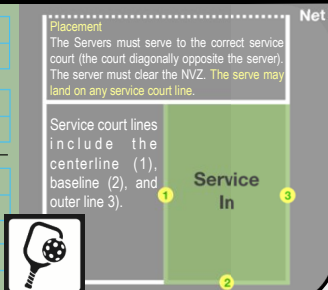 Net
Placement
The Servers must serve to the correct service
court (the court diagonally opposite the server).
The server must clear the NVZ. The serve may
land on any service court line.
Service court lines
include the
centerline (1),
baseline (2), and
outer line 3).
Service
In
1
3
2